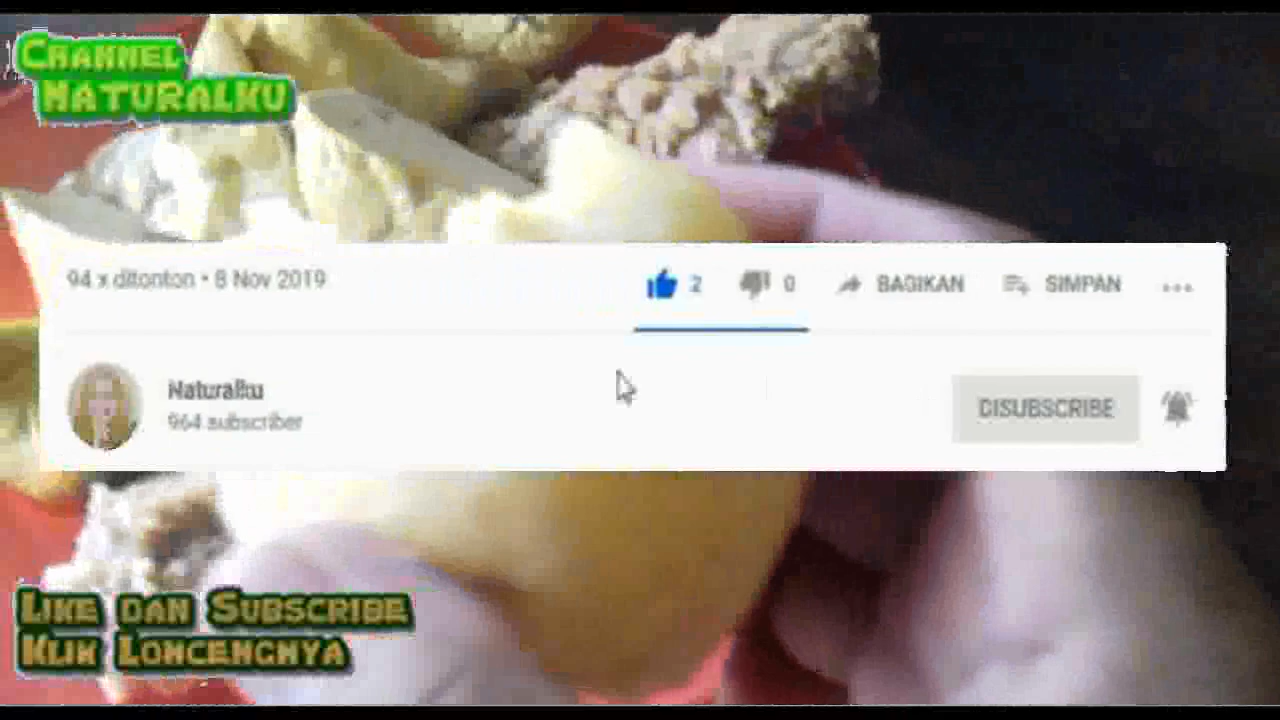 CHANNEL
NATURALKU
94 x ditonton • 8 Nov 2019
2
0
BAGIKAN
SIMPAN
Naturalku
964 subscriber
DISUBSCRIBE
LIKE DAN SUBSCRIBE
KLIK LONCENGNYA